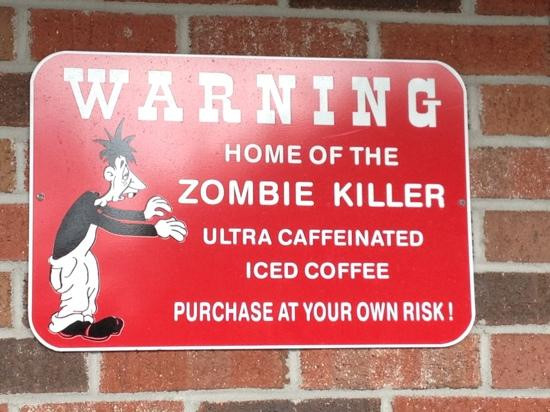 WARNING
HOME OF THE
ZOMBIE KILLER
ULTRA CAFFEINATED
ICED COFFEE
PURCHASE AT YOUR OWN RISK!